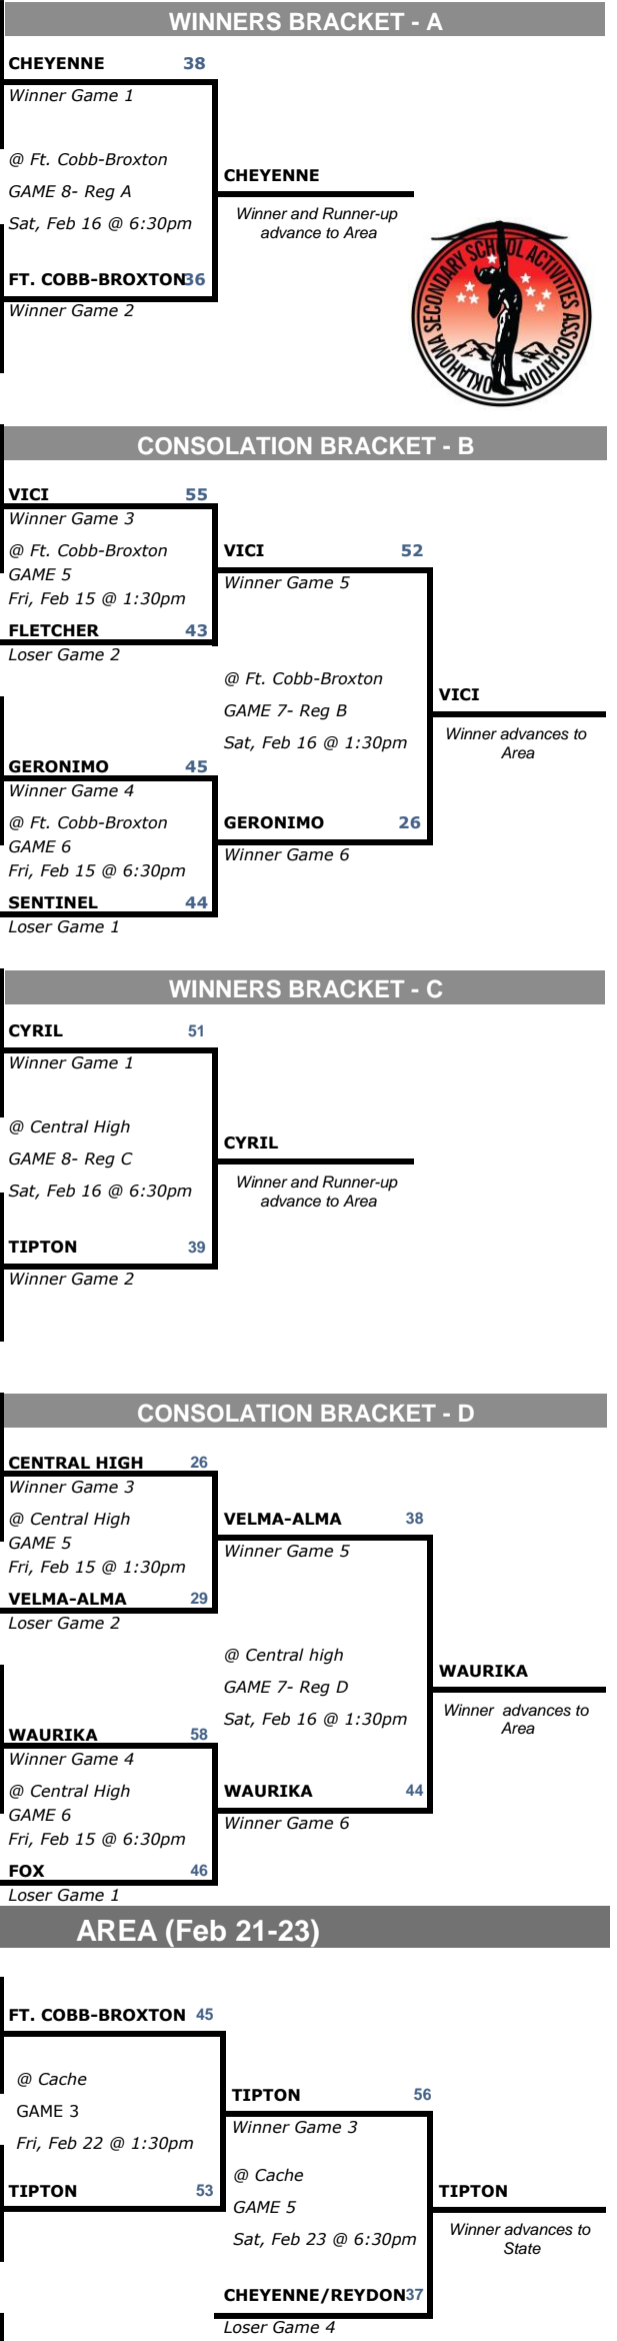 WINNERS BRACKET - A
CHEYENNE 38
Winner Game 1
@ Ft. Cobb-Broxton
GAME 8- Reg A
Sat, Feb 16 @ 6:30pm
FT. COBB-BROXTON36
Winner Game 2
CHEYENNE
Winner and Runner-up
advance to Area
OKLAHOMA SECONDARY SCHOOL ACTIVITIES ASSOCIATION
CONSOLATION BRACKET - B
VICI 55
Winner Game 3
@ Ft. Cobb-Broxton
GAME 5
Fri, Feb 15 @ 1:30pm
FLETCHER 43
Loser Game 2
VICI 52
Winner Game 5
@ Ft. Cobb-Broxton
GAME 7- Reg B
Sat, Feb 16 @ 1:30pm
VICI
Winner advances to
Area
GERONIMO 45
Winner Game 4
@ Ft. Cobb-Broxton
GAME 6
Fri, Feb 15 @ 6:30pm
SENTINEL 44
Loser Game 1
GERONIMO 26
Winner Game 6
WINNERS BRACKET - C
CYRIL 51
Winner Game 1
@ Central High
GAME 8- Reg C
Sat, Feb 16 @ 6:30pm
TIPTON 39
Winner Game 2
CYRIL
Winner and Runner-up
advance to Area
CONSOLATION BRACKET - D
CENTRAL HIGH 26
Winner Game 3
@ Central High
GAME 5
Fri, Feb 15 @ 1:30pm
VELMA-ALMA 29
Loser Game 2
VELMA-ALMA 38
Winner Game 5
@ Central high
GAME 7- Reg D
Sat, Feb 16 @ 1:30pm
WAURIKA
Winner advances to
Area
WAURIKA 58
Winner Game 4
@ Central High
GAME 6
Fri, Feb 15 @ 6:30pm
FOX 46
Loser Game 1
WAURIKA 44
Winner Game 6
AREA (Feb 21-23)
FT. COBB-BROXTON 45
@ Cache
GAME 3
Fri, Feb 22 @ 1:30pm
TIPTON 53
TIPTON 56
Winner Game 3
@ Cache
GAME 5
Sat, Feb 23 @ 6:30pm
TIPTON
Winner advances to
State
CHEYENNE/REYDON37
Loser Game 4